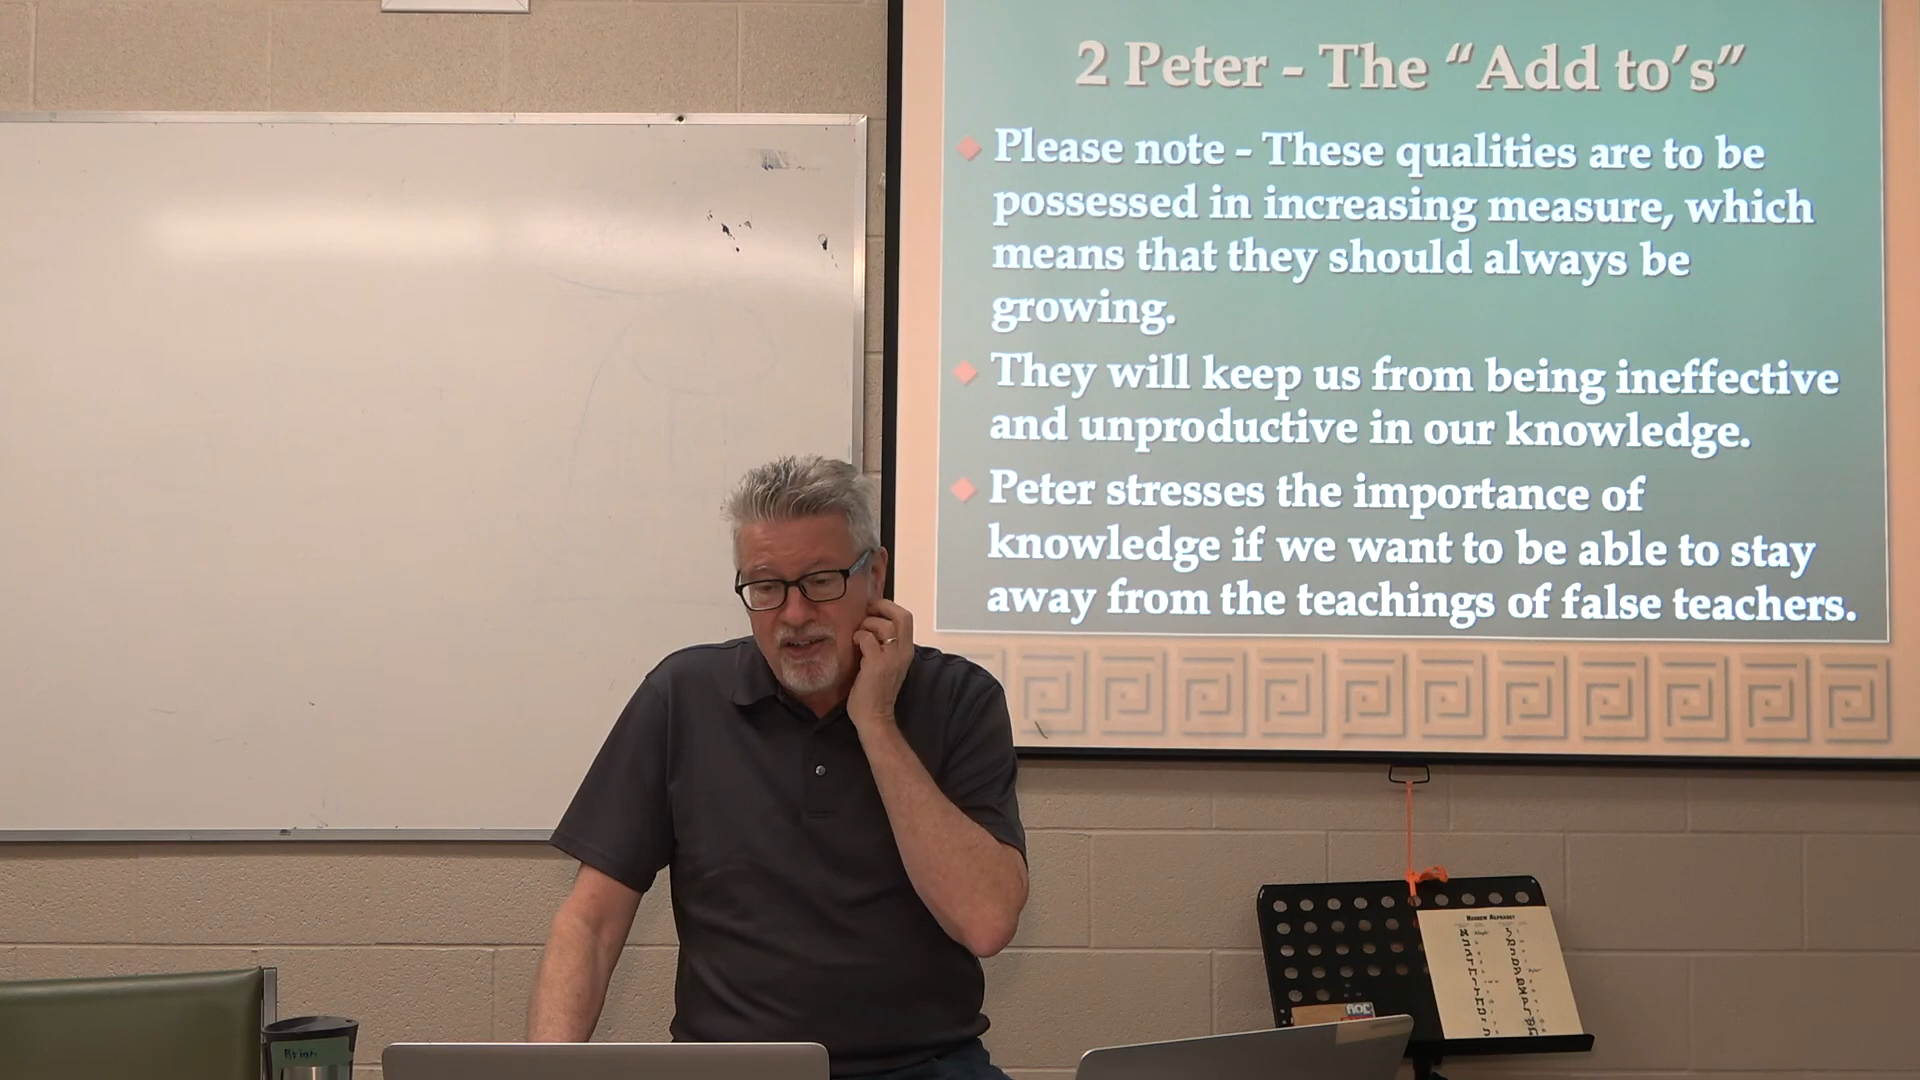 2 Peter - The “Add to’s”
Please note - These qualities are to be
possessed in increasing measure, which
means that they should always be
growing.
They will keep us from being ineffective
and unproductive in our knowledge.
Peter stresses the importance of
knowledge if we want to be able to stay
away from the teachings of false teachers.
Hebrew Alphabet